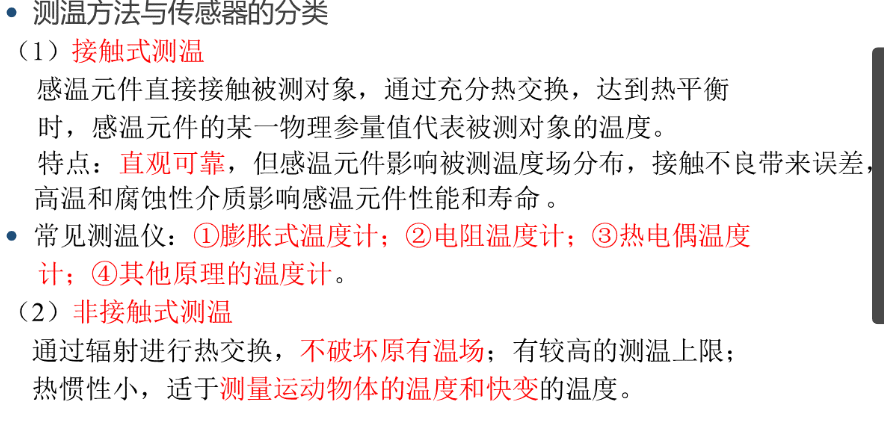 • 测温方法与传感器的分类
（1）接触式测温
感温元件直接接触被测对象，通过充分热交换，达到热平衡
时，感温元件的某一物理参量值代表被测对象的温度。
特点：直观可靠，但感温元件影响被测温度场分布，接触不良带来误差，
高温和腐蚀性介质影响感温元件性能和寿命。
• 常见测温仪：①膨胀式温度计；②电阻温度计；③热电偶温度
计；④其他原理的温度计。
（2）非接触式测温
通过辐射进行热交换，不破坏原有温场；有较高的测温上限；
热惯性小，适于测量运动物体的温度和快变的温度。